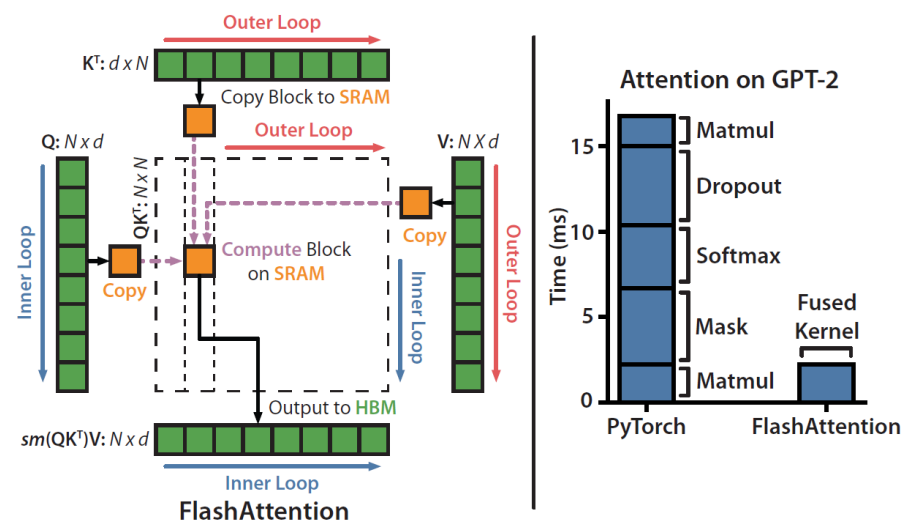 Outer Loop
Kᵀ: d x N
Copy Block to SRAM
Outer Loop
Q: N x d
V: N X d
QKᵀ: N x N
Inner Loop
Copy
Compute Block
on SRAM
Copy
Inner Loop
Outer Loop
Output to HBM
sm(QKᵀ)V: N x d
Inner Loop
FlashAttention
Attention on GPT-2
Time (ms)
15
10
5
0
Matmul
Dropout
Softmax
Mask
Matmul
Fused
Kernel
PyTorch
FlashAttention